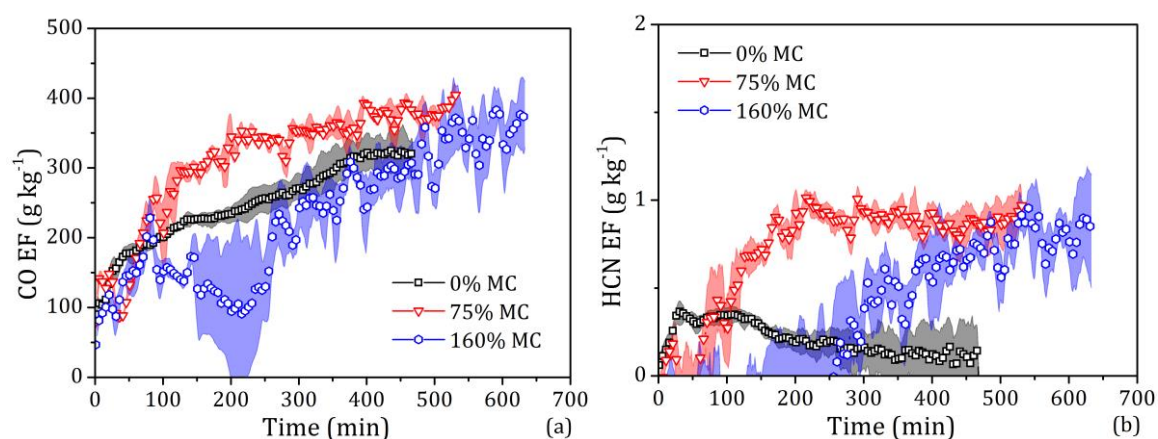 500
400
300
200
100
0
CO EF (g kg⁻¹)
0% MC
75% MC
160% MC
0 100 200 300 400 500 600 700
Time (min)
(a)
2
1
0
HCN EF (g kg⁻¹)
0% MC
75% MC
160% MC
0 100 200 300 400 500 600 700
Time (min)
(b)